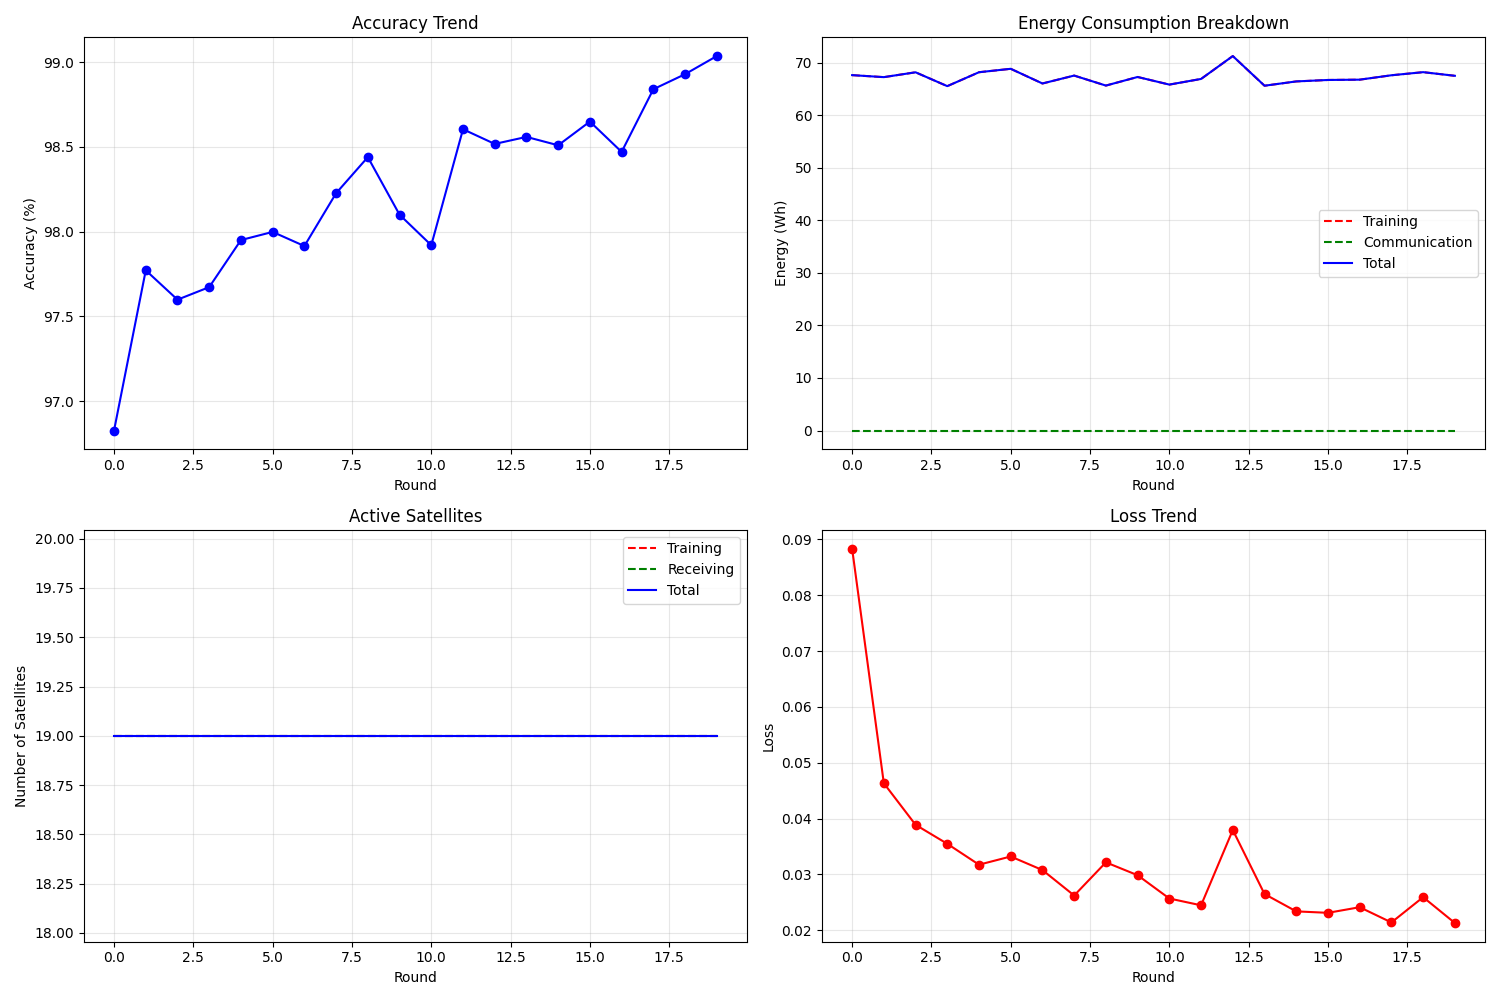 Accuracy Trend
Accuracy (%)
99.0
98.5
98.0
97.5
97.0
0.0 2.5 5.0 7.5 10.0 12.5 15.0 17.5
Round
Energy Consumption Breakdown
Energy (Wh)
70
60
50
40
30
20
10
0
Training
Communication
Total
0.0 2.5 5.0 7.5 10.0 12.5 15.0 17.5
Round
Active Satellites
Number of Satellites
20.00
19.75
19.50
19.25
19.00
18.75
18.50
18.25
18.00
Training
Receiving
Total
0.0 2.5 5.0 7.5 10.0 12.5 15.0 17.5
Round
Loss Trend
Loss
0.09
0.08
0.07
0.06
0.05
0.04
0.03
0.02
0.0 2.5 5.0 7.5 10.0 12.5 15.0 17.5
Round